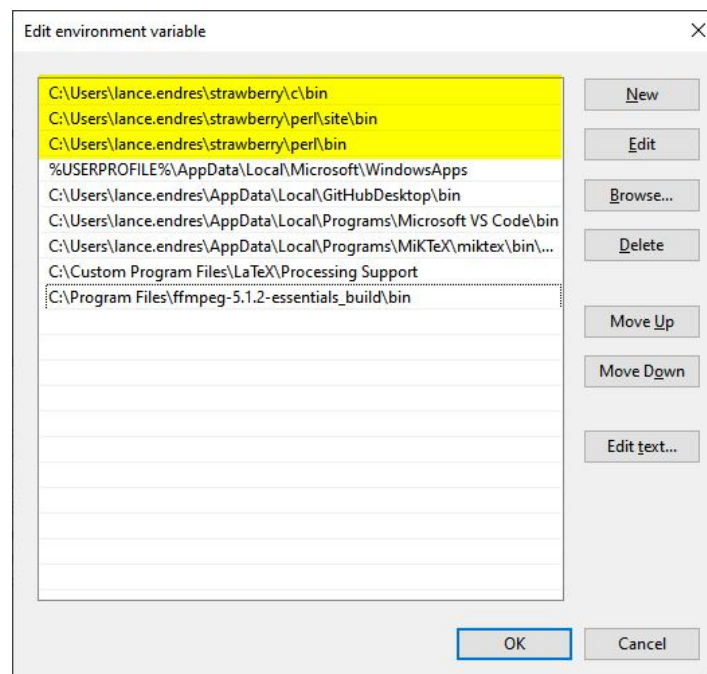 Edit environment variable
C:\Users\lance.endres\strawberry\c\bin
C:\Users\lance.endres\strawberry\perl\site\bin
C:\Users\lance.endres\strawberry\perl\bin
%USERPROFILE%\AppData\Local\Microsoft\WindowsApps
C:\Users\lance.endres\AppData\Local\GitHubDesktop\bin
C:\Users\lance.endres\AppData\Local\Programs\Microsoft VS Code\bin
C:\Users\lance.endres\AppData\Local\Programs\MiKTeX\miktex\bin\...
C:\Custom Program Files\LaTeX\Processing Support
C:\Program Files\ffmpeg-5.1.2-essentials_build\bin
New
Edit
Browse...
Delete
Move Up
Move Down
Edit text...
OK
Cancel